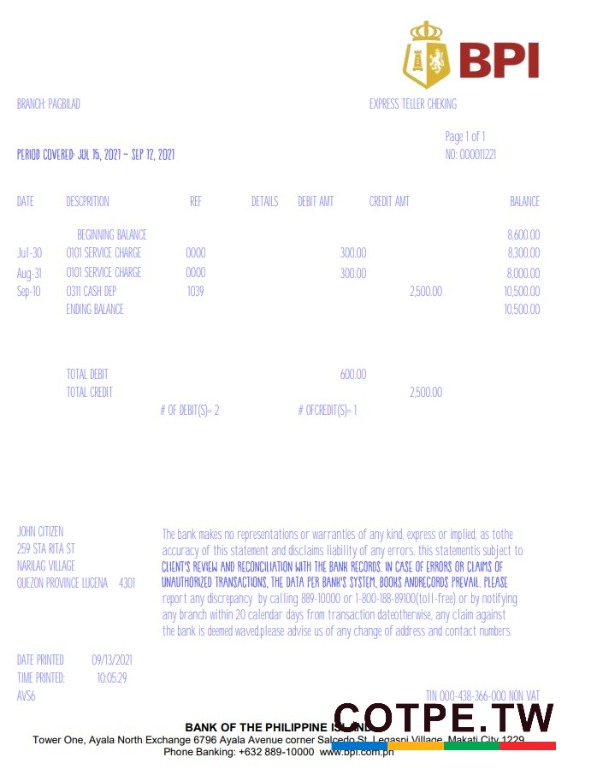 BPI
BRANCH: PAGBILAD EXPRESS TELLER CHEKING
Page 1 of 1
PERIOD COVERED: JUL 15, 2021 - SEP 12, 2021 NO: 000011221
DATE DESCPRITION REF DETAILS DEBIT AMT CREDIT AMT BALANCE
BEGINNING BALANCE 8,600.00
Jul-30 0101 SERVICE CHARGE 0000 300.00 8,300.00
Aug-31 0101 SERVICE CHARGE 0000 300.00 8,000.00
Sep-10 0311 CASH DEP 1039 2,500.00 10,500.00
ENDING BALANCE 10,500.00
TOTAL DEBIT 600.00
TOTAL CREDIT 2,500.00
# OF DEBIT(S)= 2 # OFCREDIT(S)= 1
JOHN CITIZEN
259 STA RITA ST
NARILAG VILLAGE
QUEZON PROVINCE LUCENA 4301
The bank makes no representations or warranties of any kind, express or implied, as tothe
accuracy of this statement and disclaims liability of any errors. this statementis subject to
CLIENT'S REVIEW AND RECONCILIATION WITH THE BANK RECORDS. IN CASE OF ERRORS OR CLAIMS OF
UNAUTHORIZED TRANSACTIONS, THE DATA PER BANK'S SYSTEM, BOOKS ANDRECORDS PREVAIL. PLEASE
report any discrepancy by calling 889-10000 or 1-800-188-89100(toll-free) or by notifying
any branch within 20 calendar days from transaction dateotherwise, any claim against
the bank is deemed waved.please advise us of any change of address and contact numbers.
DATE PRINTED 09/13/2021
TIME PRINTED: 10:05:29
AVS6 TIN 000-438-366-000 NON VAT
COTPE.TW
BANK OF THE PHILIPPINE ISLANDS
Tower One, Ayala North Exchange 6796 Ayala Avenue corner Salcedo St. Legaspi Village, Makati City 1229
Phone Banking: +632 889-10000 www.bpi.com.ph